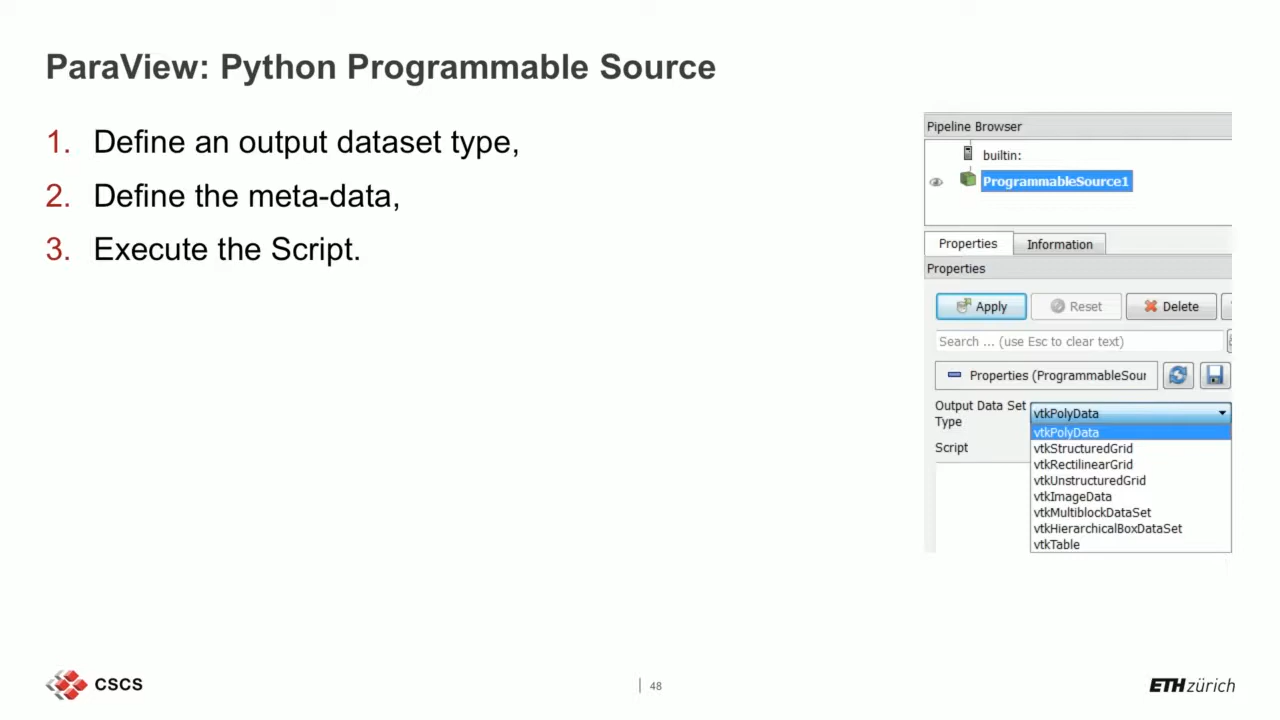 ParaView: Python Programmable Source
1. Define an output dataset type,
2. Define the meta-data,
3. Execute the Script.
Pipeline Browser
builtin:
ProgrammableSource1
Properties Information
Properties
Apply Reset Delete
Search ... (use Esc to clear text)
Properties (ProgrammableSour
Output Data Set
Type
vtkPolyData
vtkPolyData
vtkStructuredGrid
Script
vtkRectilinearGrid
vtkUnstructuredGrid
vtkImageData
vtkMultiblockDataSet
vtkHierarchicalBoxDataSet
vtkTable
CSCS
48
ETH zürich